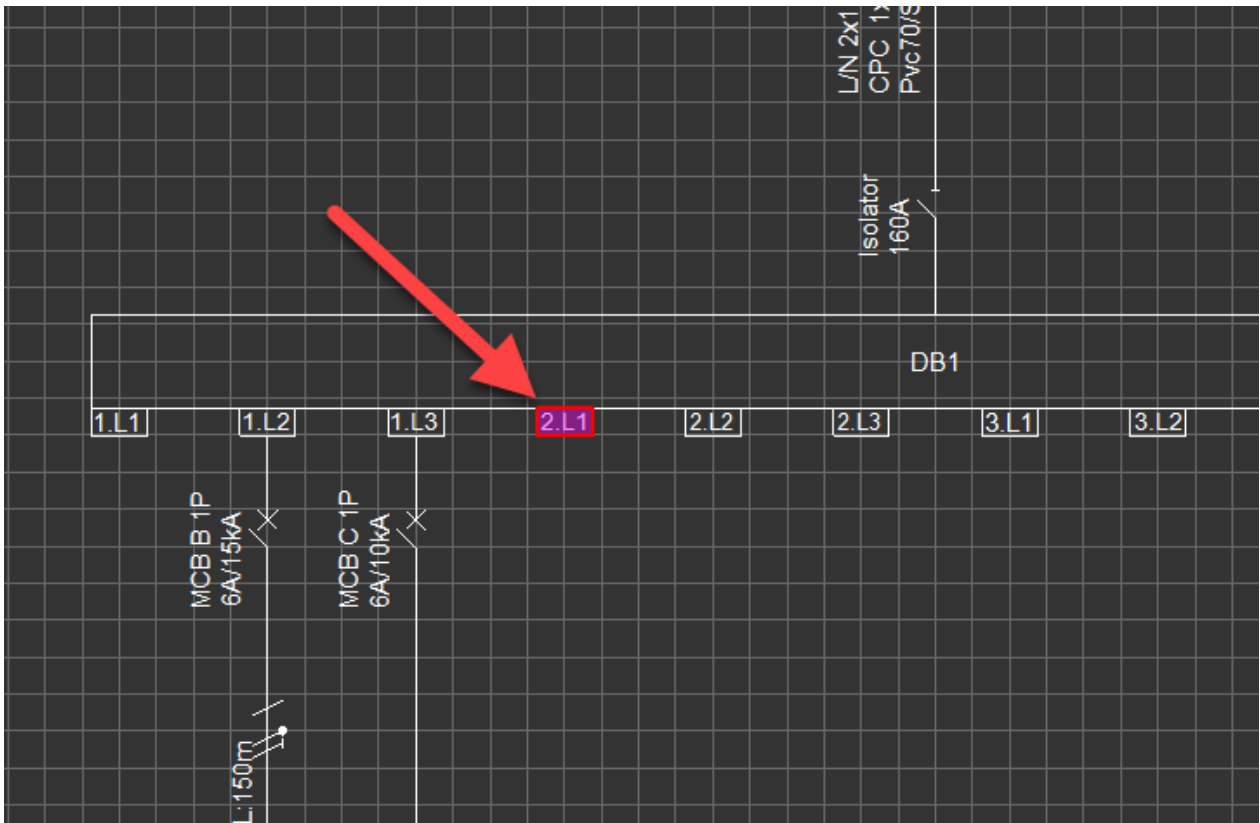 L/N 2x1
CPC 1x
Pvc70/S
Isolator
160A
DB1
1.L1
1.L2
1.L3
2.L1
2.L2
2.L3
3.L1
3.L2
MCB B 1P
6A/15kA
MCB C 1P
6A/10kA
L:150m